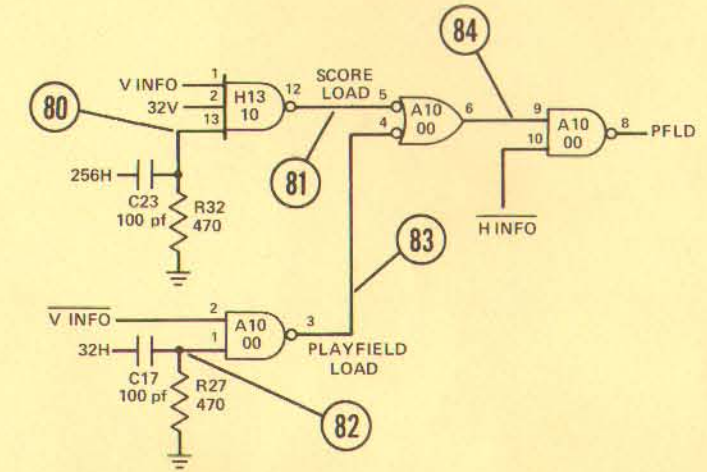 84
V INFO
1
32V
2
13
H13
10
12
SCORE
LOAD
5
4
A10
00
6
9
10
A10
00
8
PFLD
80
81
256H
C23
100 pf
R32
470
H INFO
83
V INFO
2
32H
1
A10
00
3
PLAYFIELD
LOAD
C17
100 pf
R27
470
82